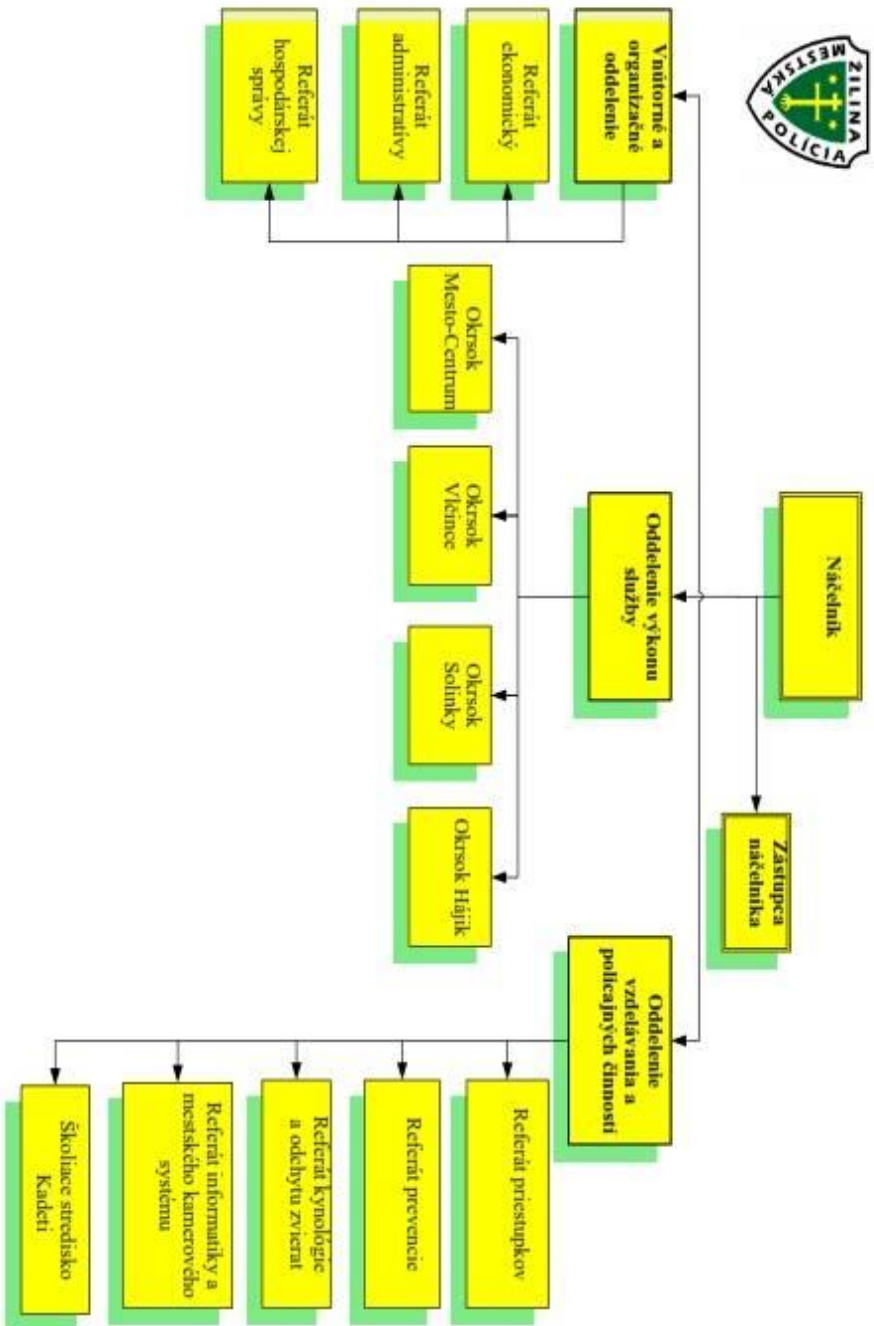 ŽILINA
MESTSKÁ
POLÍCIA
Náčelník
Zástupca
náčelníka
Vnútorné a
organizačné
oddelenie
Referát
ekonomický
Referát
administratívy
Referát
hospodárskej
správy
Oddelenie výkonu
služby
Okrsok
Mesto-Centrum
Okrsok
Vlčince
Okrsok
Solinky
Okrsok Hájik
Oddelenie
vzdelávania a
policajných činností
Referát priestupkov
Referát prevencie
Referát kynológie
a odchytu zvierat
Referát informatiky a
mestského kamerového
systému
Školiace stredisko
Kadeti